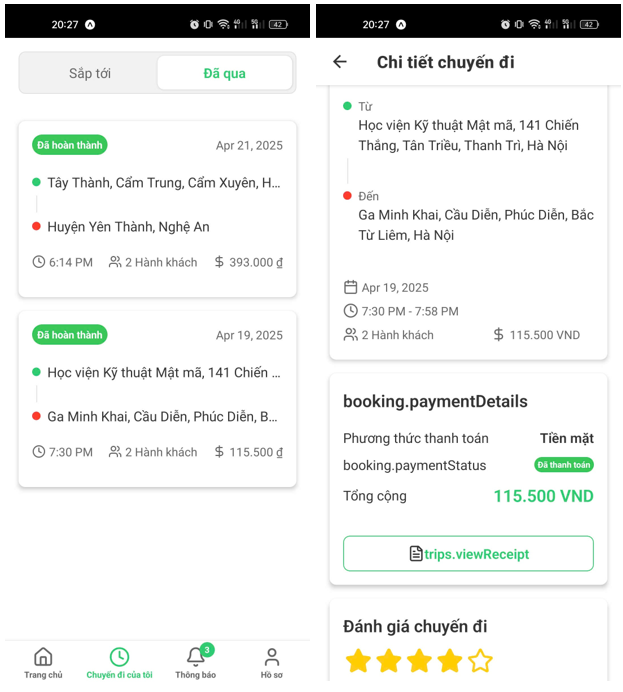 20:27
4G
5G
42
Sắp tới
Đã qua
Đã hoàn thành
Apr 21, 2025
Tây Thành, Cẩm Trung, Cẩm Xuyên, H...
Huyện Yên Thành, Nghệ An
6:14 PM
2 Hành khách
$ 393.000 ₫
Đã hoàn thành
Apr 19, 2025
Học viện Kỹ thuật Mật mã, 141 Chiến ...
Ga Minh Khai, Cầu Diễn, Phúc Diễn, B...
7:30 PM
2 Hành khách
$ 115.500 ₫
Trang chủ
Chuyến đi của tôi
3
Thông báo
Hồ sơ
20:27
4G
5G
42
Chi tiết chuyến đi
Từ
Học viện Kỹ thuật Mật mã, 141 Chiến
Thắng, Tân Triều, Thanh Trì, Hà Nội
Đến
Ga Minh Khai, Cầu Diễn, Phúc Diễn, Bắc
Từ Liêm, Hà Nội
Apr 19, 2025
7:30 PM - 7:58 PM
2 Hành khách
$ 115.500 VND
booking.paymentDetails
Phương thức thanh toán
Tiền mặt
booking.paymentStatus
Đã thanh toán
Tổng cộng
115.500 VND
trips.viewReceipt
Đánh giá chuyến đi